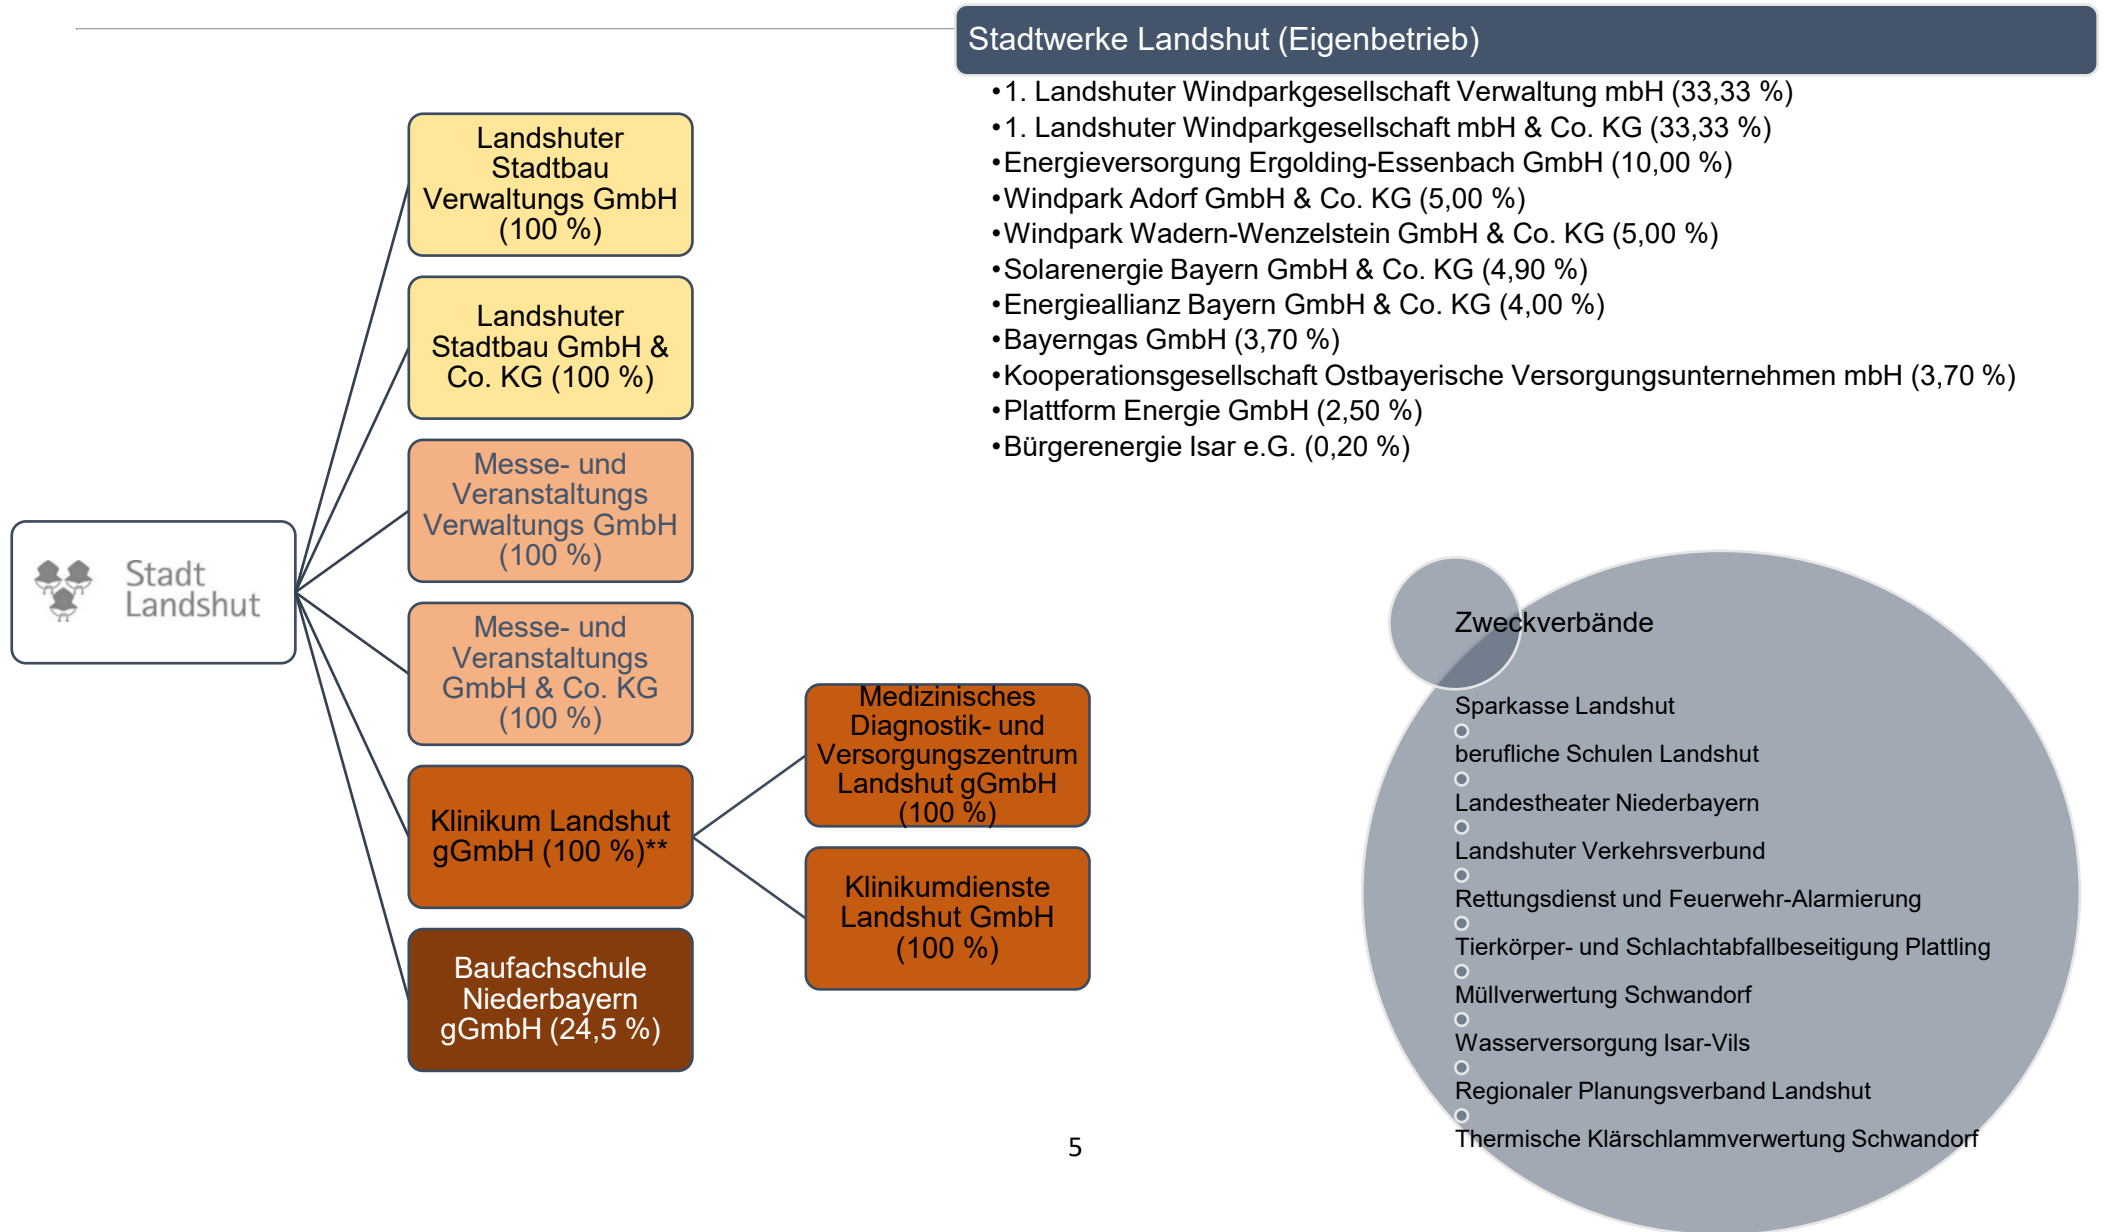 Stadtwerke Landshut (Eigenbetrieb)
•1. Landshuter Windparkgesellschaft Verwaltung mbH (33,33 %)
•1. Landshuter Windparkgesellschaft mbH & Co. KG (33,33 %)
•Energieversorgung Ergolding-Essenbach GmbH (10,00 %)
•Windpark Adorf GmbH & Co. KG (5,00 %)
•Windpark Wadern-Wenzelstein GmbH & Co. KG (5,00 %)
•Solarenergie Bayern GmbH & Co. KG (4,90 %)
•Energieallianz Bayern GmbH & Co. KG (4,00 %)
•Bayerngas GmbH (3,70 %)
•Kooperationsgesellschaft Ostbayerische Versorgungsunternehmen mbH (3,70 %)
•Plattform Energie GmbH (2,50 %)
•Bürgerenergie Isar e.G. (0,20 %)
Stadt
Landshut
Landshuter
Stadtbau
Verwaltungs GmbH
(100 %)
Landshuter
Stadtbau GmbH &
Co. KG (100 %)
Messe- und
Veranstaltungs
Verwaltungs GmbH
(100 %)
Messe- und
Veranstaltungs
GmbH & Co. KG
(100 %)
Klinikum Landshut
gGmbH (100 %)**
Baufachschule
Niederbayern
gGmbH (24,5 %)
Medizinisches
Diagnostik- und
Versorgungszentrum
Landshut gGmbH
(100 %)
Klinikumdienste
Landshut GmbH
(100 %)
Zweckverbände
Sparkasse Landshut
berufliche Schulen Landshut
Landestheater Niederbayern
Landshuter Verkehrsverbund
Rettungsdienst und Feuerwehr-Alarmierung
Tierkörper- und Schlachtabfallbeseitigung Plattling
Müllverwertung Schwandorf
Wasserversorgung Isar-Vils
Regionaler Planungsverband Landshut
Thermische Klärschlammverwertung Schwandorf
5